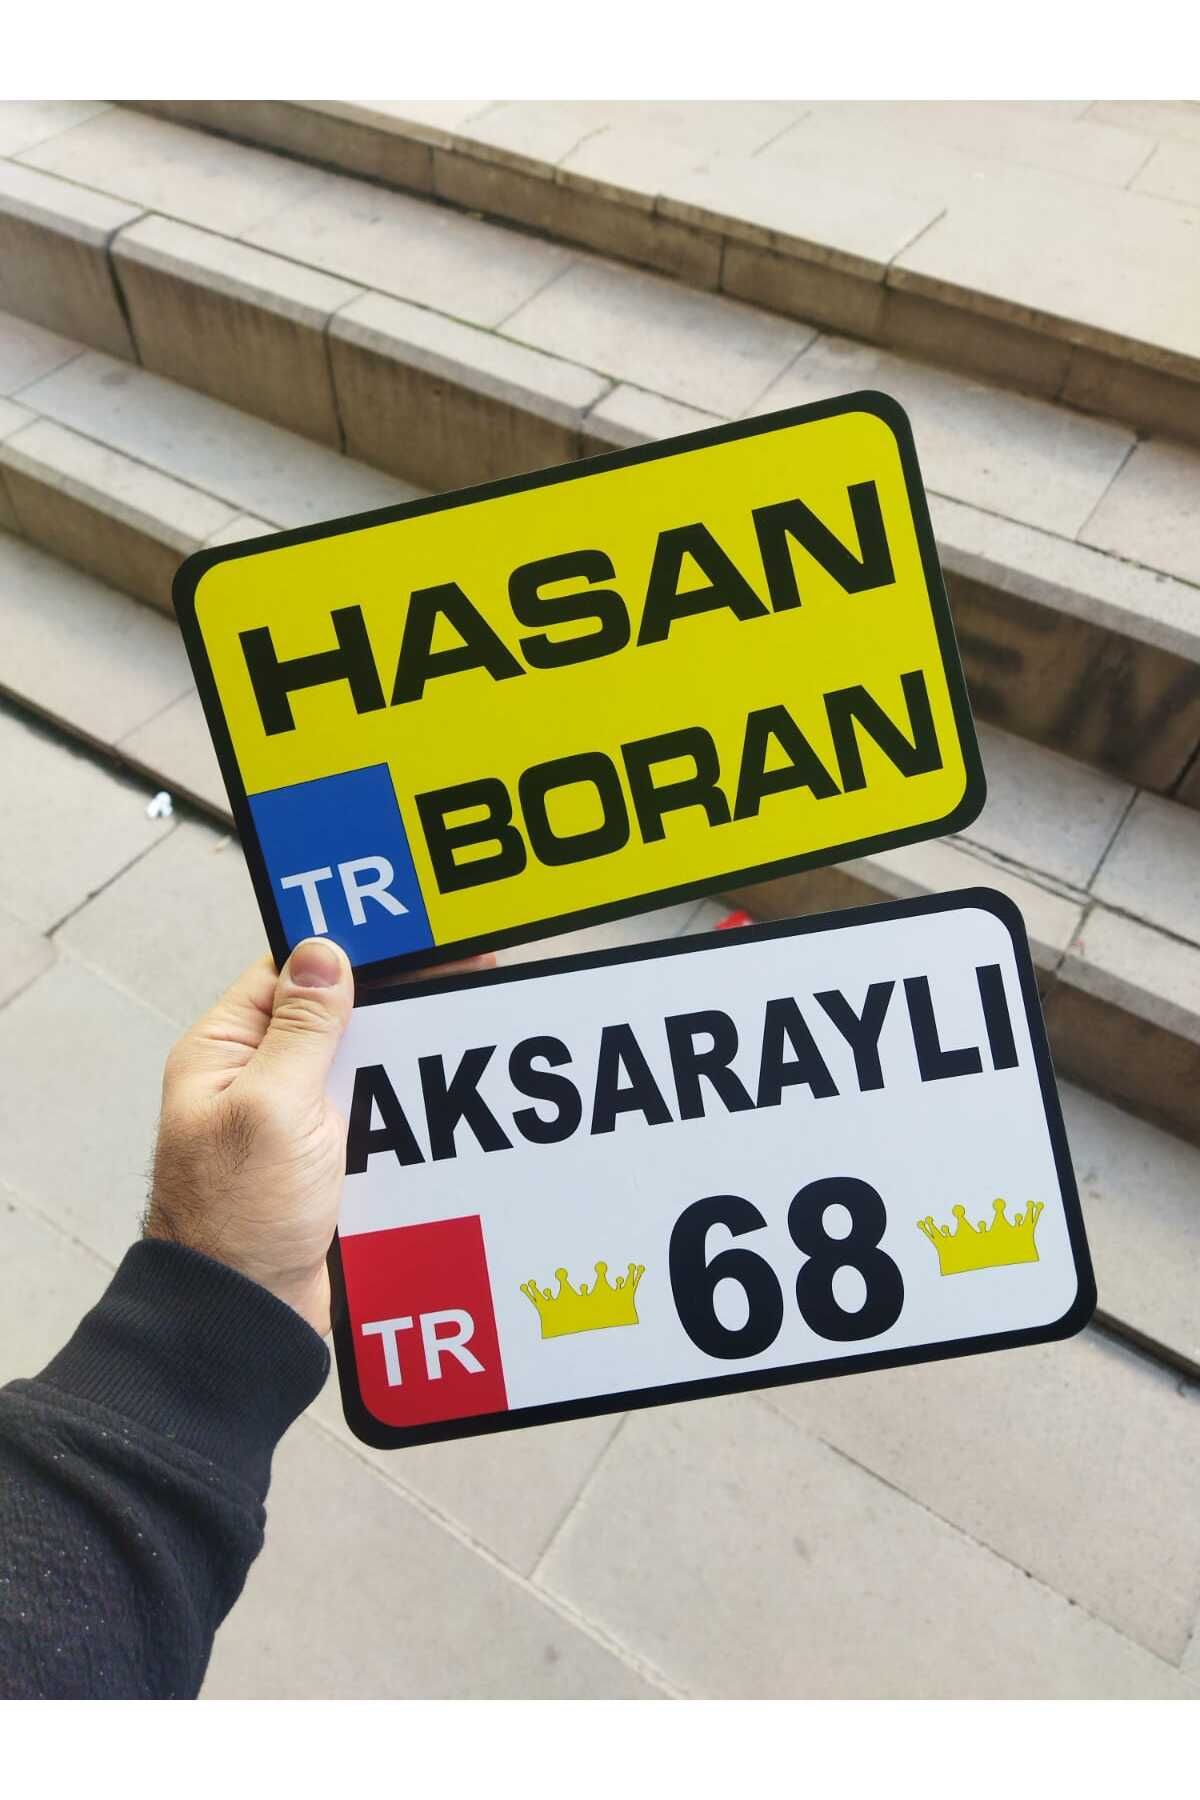 HASAN
TR BORAN
AKSARAYLI
TR 68